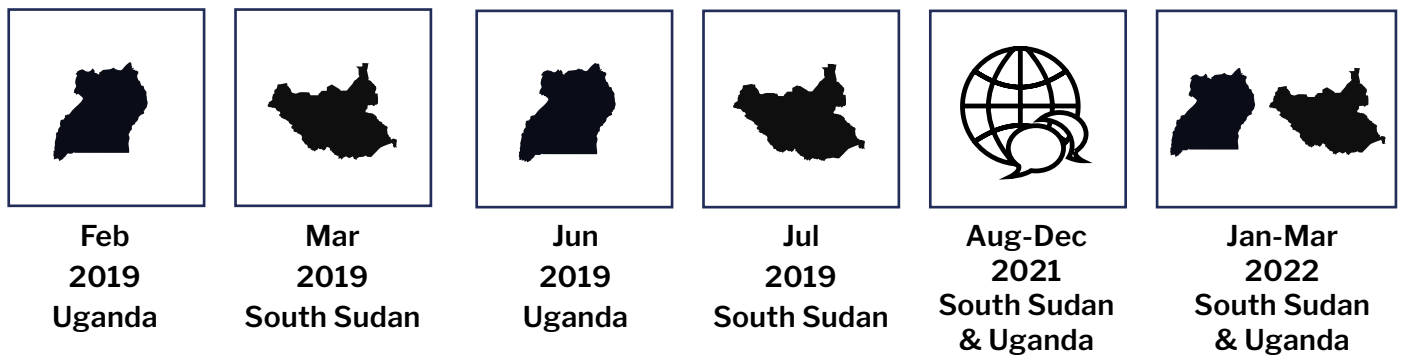 Feb
2019
Uganda
Mar
2019
South Sudan
Jun
2019
Uganda
Jul
2019
South Sudan
Aug-Dec
2021
South Sudan
& Uganda
Jan-Mar
2022
South Sudan
& Uganda